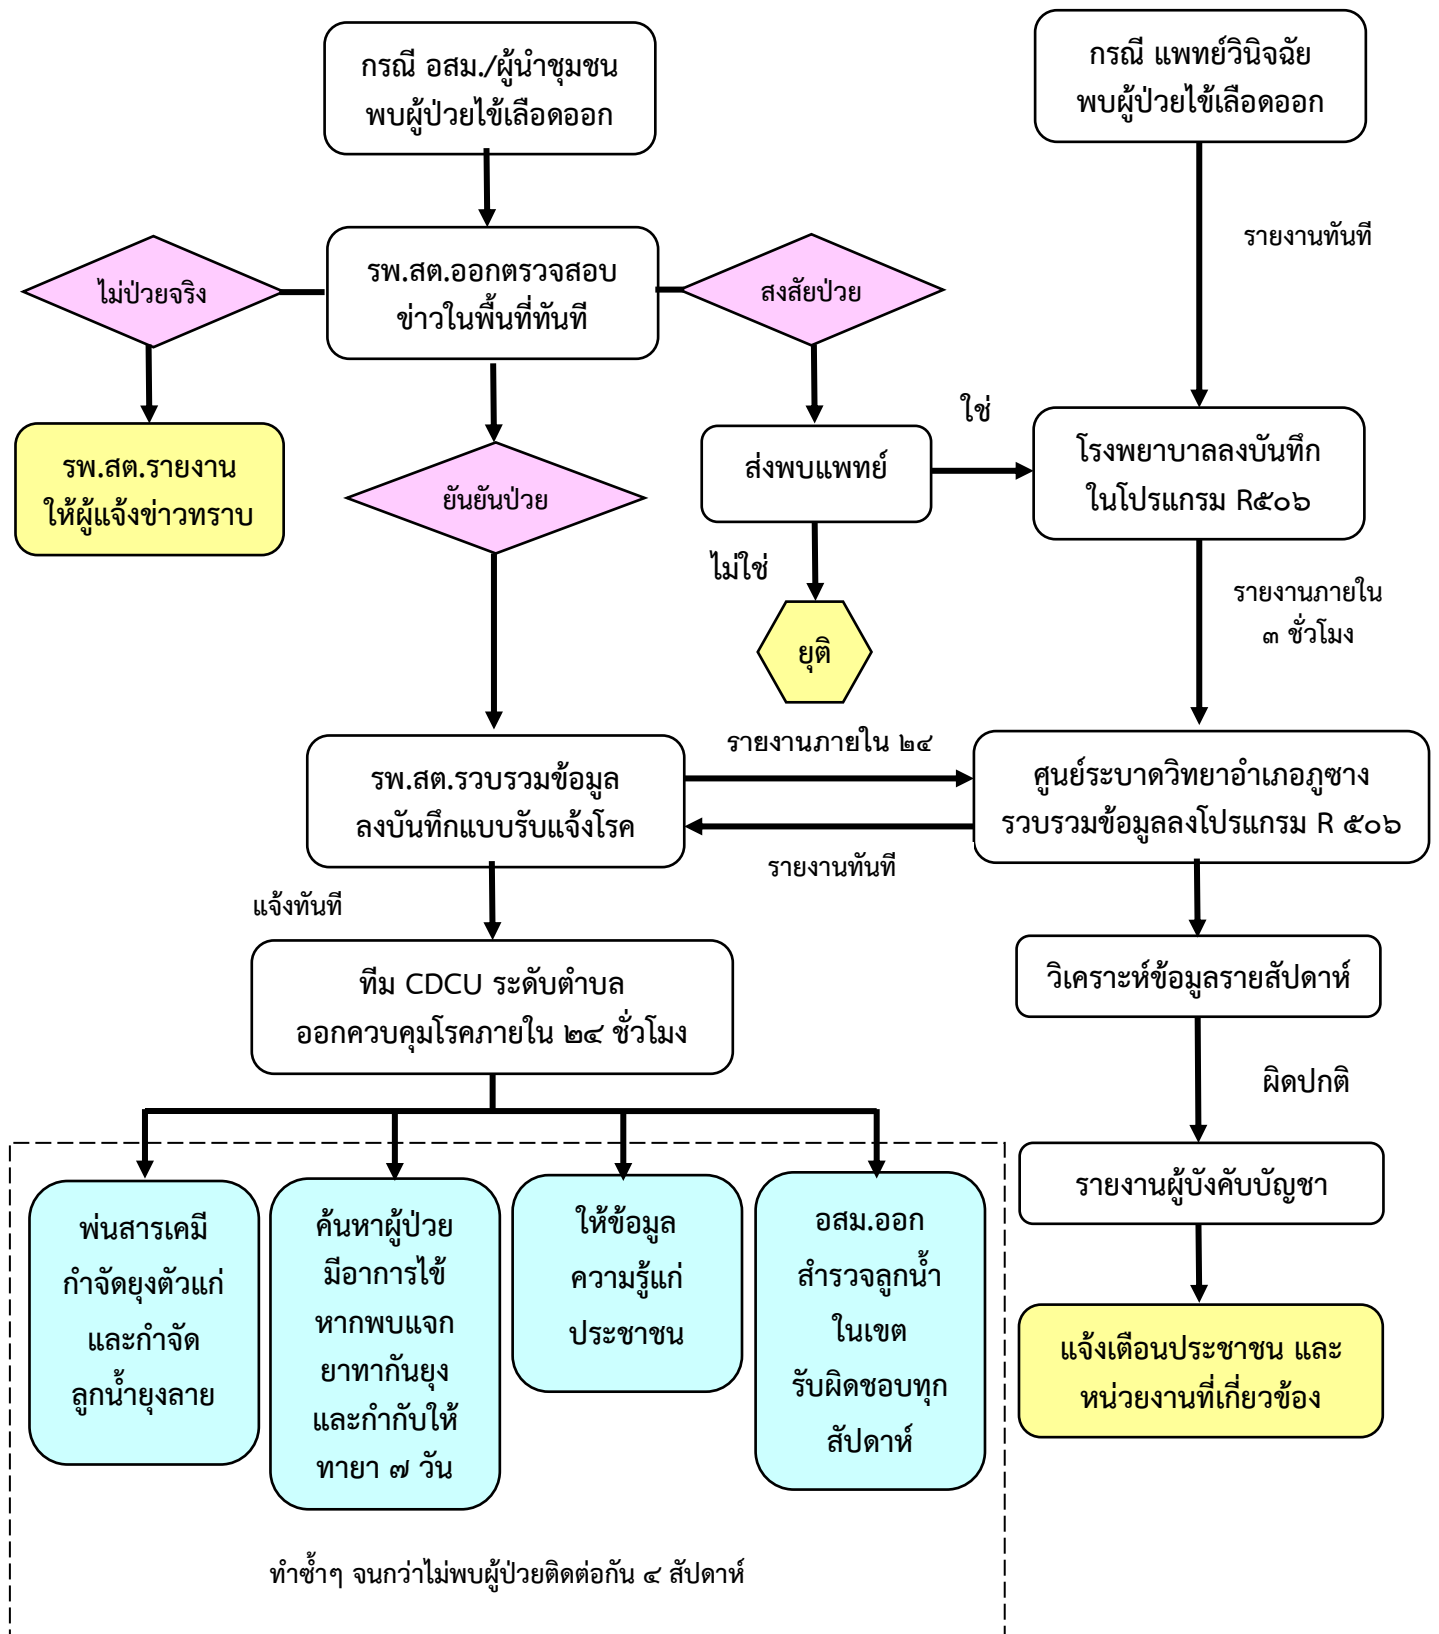 กรณี อสม./ผู้นำชุมชน
พบผู้ป่วยไข้เลือดออก
กรณี แพทย์วินิจฉัย
พบผู้ป่วยไข้เลือดออก
รายงานทันที
ไม่ป่วยจริง
รพ.สต.ออกตรวจสอบ
ข่าวในพื้นที่ทันที
สงสัยป่วย
รพ.สต.รายงาน
ให้ผู้แจ้งข่าวทราบ
ยันยันป่วย
ส่งพบแพทย์
ใช่
โรงพยาบาลลงบันทึก
ในโปรแกรม R๕๐๖
ไม่ใช่
ยุติ
รายงานภายใน
๓ ชั่วโมง
รพ.สต.รวบรวมข้อมูล
ลงบันทึกแบบรับแจ้งโรค
รายงานภายใน ๒๔
รายงานทันที
ศูนย์ระบาดวิทยาอำเภอภูซาง
รวบรวมข้อมูลลงโปรแกรม R ๕๐๖
แจ้งทันที
ทีม CDCU ระดับตำบล
ออกควบคุมโรคภายใน ๒๔ ชั่วโมง
วิเคราะห์ข้อมูลรายสัปดาห์
ผิดปกติ
รายงานผู้บังคับบัญชา
แจ้งเตือนประชาชน และ
หน่วยงานที่เกี่ยวข้อง
พ่นสารเคมี
กำจัดยุงตัวแก่
และกำจัด
ลูกน้ำยุงลาย
ค้นหาผู้ป่วย
มีอาการไข้
หากพบแจก
ยาทากันยุง
และกำกับให้
ทายา ๗ วัน
ให้ข้อมูล
ความรู้แก่
ประชาชน
อสม.ออก
สำรวจลูกน้ำ
ในเขต
รับผิดชอบทุก
สัปดาห์
ทำซ้ำๆ จนกว่าไม่พบผู้ป่วยติดต่อกัน ๔ สัปดาห์